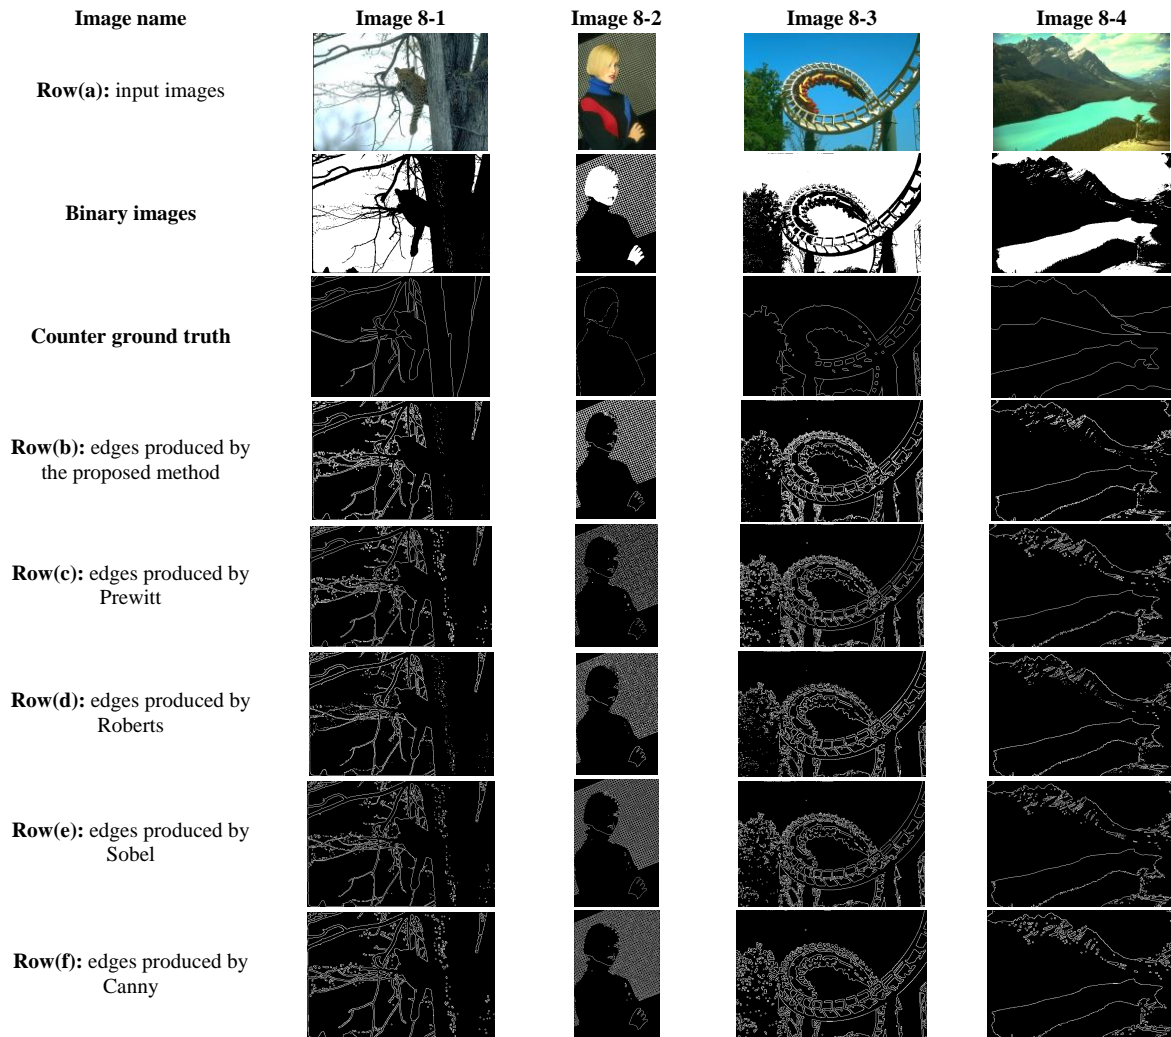 Image name
Image 8-1
Image 8-2
Image 8-3
Image 8-4
Row(a): input images
Binary images
Counter ground truth
Row(b): edges produced by
the proposed method
Row(c): edges produced by
Prewitt
Row(d): edges produced by
Roberts
Row(e): edges produced by
Sobel
Row(f): edges produced by
Canny